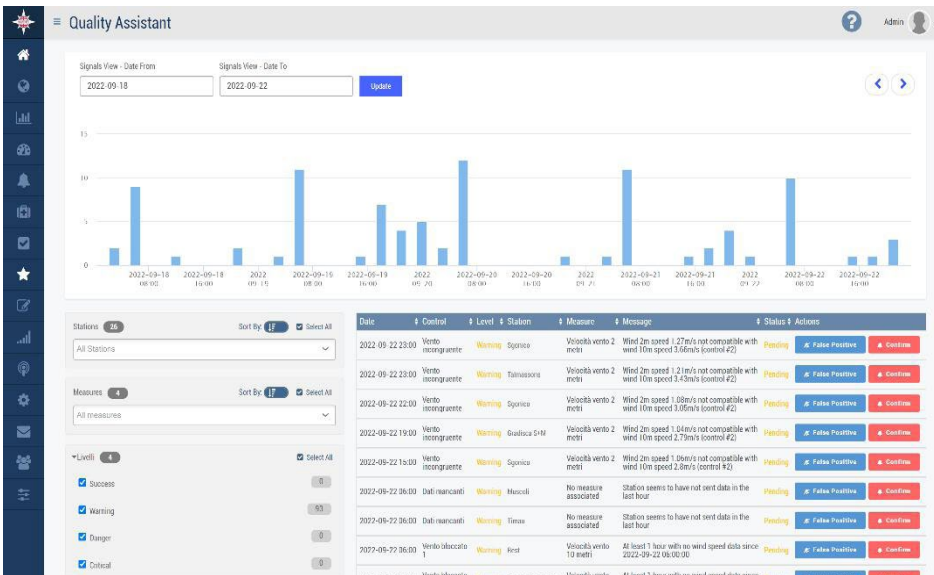 Quality Assistant
Admin
Signals View - Date From
Signals View - Date To
2022-09-18
2022-09-22
Update
15
10
5
0
2022-09-18 08:00
2022-09-18 16:00
2022 09-19
2022-09-19 08:00
2022-09-19 16:00
2022 09-20
2022-09-20 08:00
2022-09-20 16:00
2022 09-21
2022-09-21 08:00
2022-09-21 16:00
2022 09-22
2022-09-22 08:00
2022-09-22 16:00
Stations 26
Sort By:
Select All
All Stations
Measures 4
Sort By:
Select All
All measures
Livelli 4
Select All
Success 0
Warning 93
Danger 0
Critical 0
Date Control Level Station Measure Message Status Actions
2022-09-22 23:00 Vento incongruente Warning Sgonico Velocità vento 2 metri Wind 2m speed 1.27m/s not compatible with wind 10m speed 3.66m/s (control #2) Pending False Positive Confirm
2022-09-22 23:00 Vento incongruente Warning Talmassons Velocità vento 2 metri Wind 2m speed 1.21m/s not compatible with wind 10m speed 3.43m/s (control #2) Pending False Positive Confirm
2022-09-22 22:00 Vento incongruente Warning Sgonico Velocità vento 2 metri Wind 2m speed 1.08m/s not compatible with wind 10m speed 3.05m/s (control #2) Pending False Positive Confirm
2022-09-22 19:00 Vento incongruente Warning Gradisca Velocità vento 2 metri Wind 2m speed 1.04m/s not compatible with wind 10m speed 2.79m/s (control #2) Pending False Positive Confirm
2022-09-22 15:00 Vento incongruente Warning Sgonico Velocità vento 2 metri Wind 2m speed 1.06m/s not compatible with wind 10m speed 2.8m/s (control #2) Pending False Positive Confirm
2022-09-22 06:00 Dati mancanti Warning Muscoli No measure associated Station seems to have not sent data in the last hour Pending False Positive Confirm
2022-09-22 06:00 Dati mancanti Warning No measure associated Station seems to have not sent data in the last hour Pending False Positive Confirm
2022-09-22 06:00 Vento bloccato 1 Warning Velocità vento 10 metri At least 1 hour with no wind speed data since 2022-09-22 06:00:00 Pending False Positive Confirm